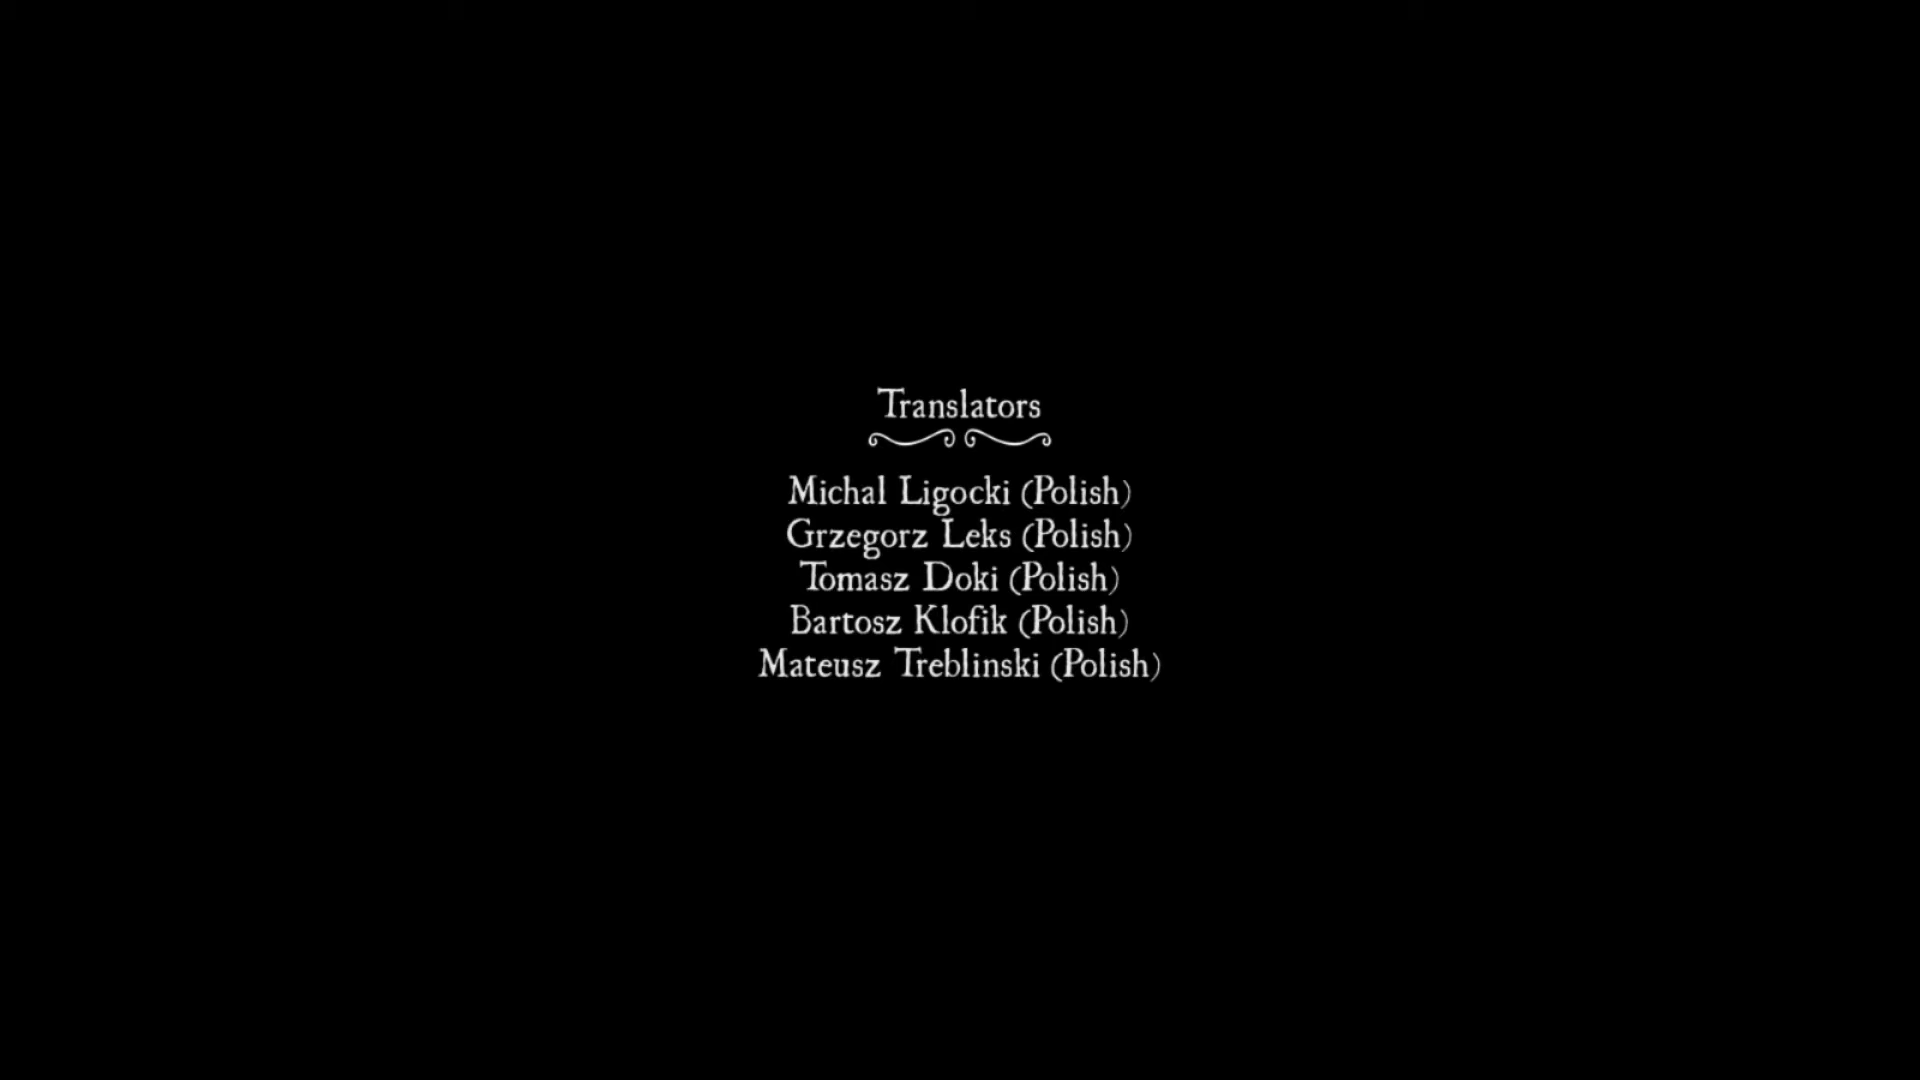 Translators
Michal Ligocki (Polish)
Grzegorz Leks (Polish)
Tomasz Doki (Polish)
Bartosz Klofik (Polish)
Mateusz Treblinski (Polish)